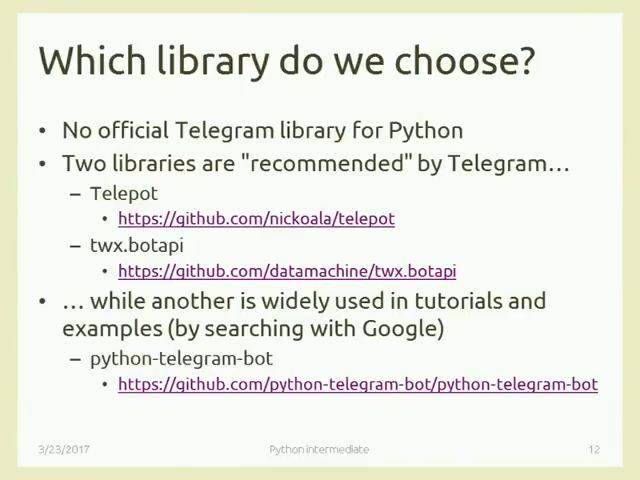 Which library do we choose?
• No official Telegram library for Python
• Two libraries are "recommended" by Telegram…
– Telepot
• https://github.com/nickoala/telepot
– twx.botapi
• https://github.com/datamachine/twx.botapi
• … while another is widely used in tutorials and
examples (by searching with Google)
– python-telegram-bot
• https://github.com/python-telegram-bot/python-telegram-bot
3/23/2017 Python intermediate 12